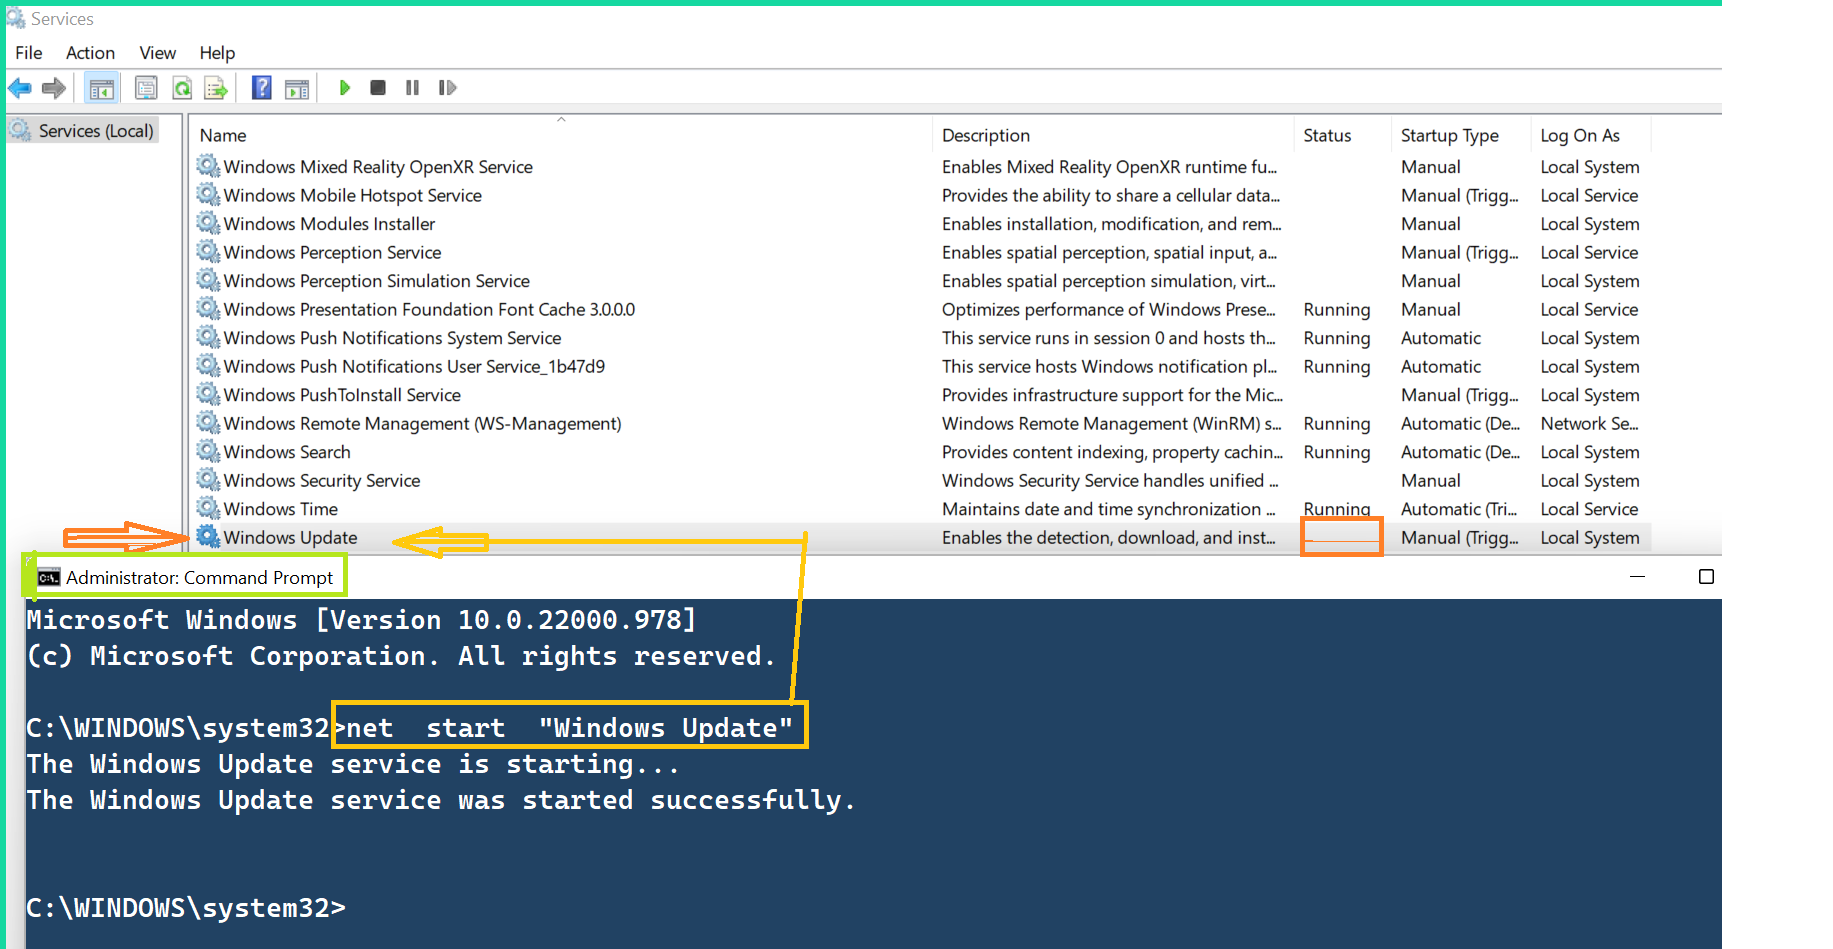 Services
File Action View Help
Services (Local)
Name Description Status Startup Type Log On As
Windows Mixed Reality OpenXR Service Enables Mixed Reality OpenXR runtime fu... Manual Local System
Windows Mobile Hotspot Service Provides the ability to share a cellular data... Manual (Trigg... Local Service
Windows Modules Installer Enables installation, modification, and rem... Manual Local System
Windows Perception Service Enables spatial perception, spatial input, a... Manual (Trigg... Local Service
Windows Perception Simulation Service Enables spatial perception simulation, virt... Manual Local System
Windows Presentation Foundation Font Cache 3.0.0.0 Optimizes performance of Windows Prese... Running Manual Local Service
Windows Push Notifications System Service This service runs in session 0 and hosts th... Running Automatic Local System
Windows Push Notifications User Service_1b47d9 This service hosts Windows notification pl... Running Automatic Local System
Windows PushToInstall Service Provides infrastructure support for the Mic... Manual (Trigg... Local System
Windows Remote Management (WS-Management) Windows Remote Management (WinRM) s... Running Automatic (De... Network Se...
Windows Search Provides content indexing, property cachin... Running Automatic (De... Local System
Windows Security Service Windows Security Service handles unified ... Manual Local System
Windows Time Maintains date and time synchronization ... Running Automatic (Tri... Local Service
Windows Update Enables the detection, download, and inst... Manual (Trigg... Local System
Administrator: Command Prompt
Microsoft Windows [Version 10.0.22000.978]
(c) Microsoft Corporation. All rights reserved.
C:\WINDOWS\system32>net  start  "Windows Update"
The Windows Update service is starting...
The Windows Update service was started successfully.
C:\WINDOWS\system32>